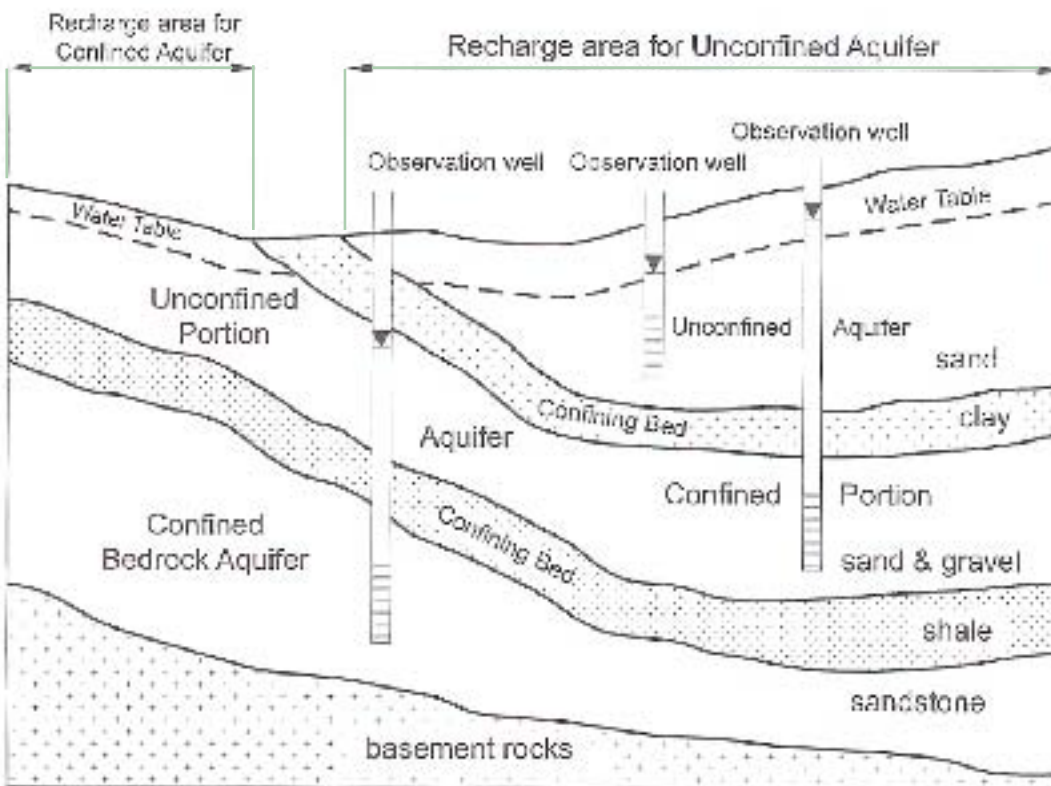 Recharge area for
Confined Aquifer
Recharge area for Unconfined Aquifer
Observation well
Observation well
Observation well
Water Table
Water Table
Unconfined
Portion
Unconfined Aquifer
sand
Confining Bed
clay
Aquifer
Confined Portion
Confined
Bedrock Aquifer
Confining Bed
sand & gravel
shale
sandstone
basement rocks